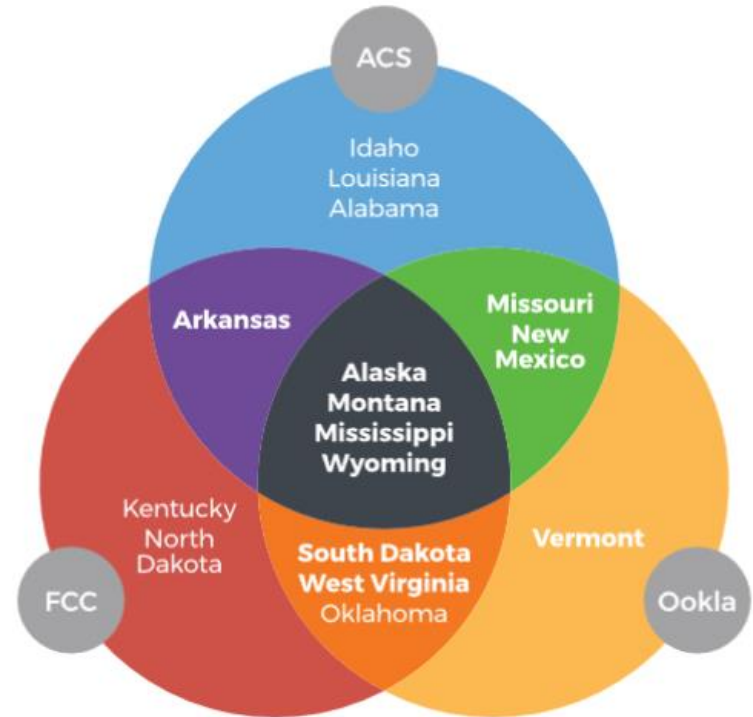 ACS
Idaho
Louisiana
Alabama
Arkansas
Missouri
New
Mexico
Alaska
Montana
Mississippi
Wyoming
Kentucky
North
Dakota
South Dakota
West Virginia
Oklahoma
Vermont
FCC
Ookla